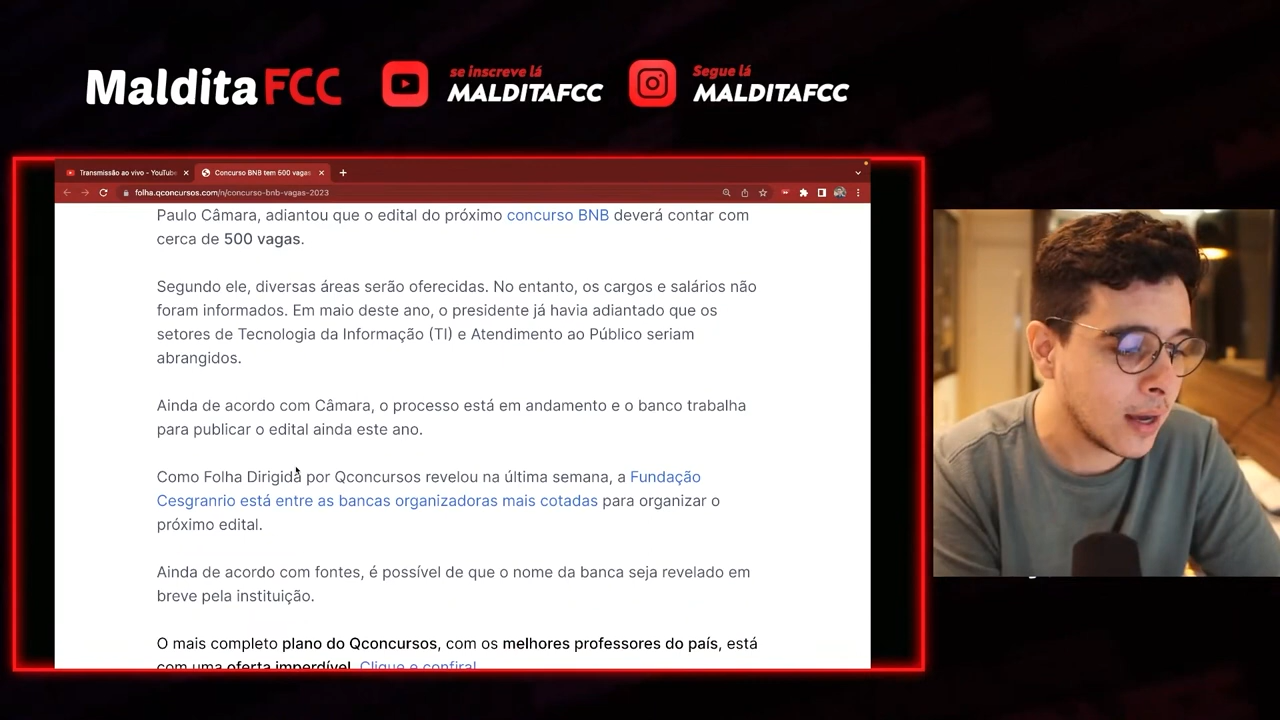 MalditaFCC
se inscreve lá
MALDITAFCC
Segue lá
MALDITAFCC
Transmissão ao vivo - YouTube
Concurso BNB tem 500 vagas
folha.qconcursos.com/n/concurso-bnb-vagas-2023
Paulo Câmara, adiantou que o edital do próximo concurso BNB deverá contar com
cerca de 500 vagas.
Segundo ele, diversas áreas serão oferecidas. No entanto, os cargos e salários não
foram informados. Em maio deste ano, o presidente já havia adiantado que os
setores de Tecnologia da Informação (TI) e Atendimento ao Público seriam
abrangidos.
Ainda de acordo com Câmara, o processo está em andamento e o banco trabalha
para publicar o edital ainda este ano.
Como Folha Dirigida por Qconcursos revelou na última semana, a Fundação
Cesgranrio está entre as bancas organizadoras mais cotadas para organizar o
próximo edital.
Ainda de acordo com fontes, é possível de que o nome da banca seja revelado em
breve pela instituição.
O mais completo plano do Qconcursos, com os melhores professores do país, está
com uma oferta imperdível. Clique e confira!